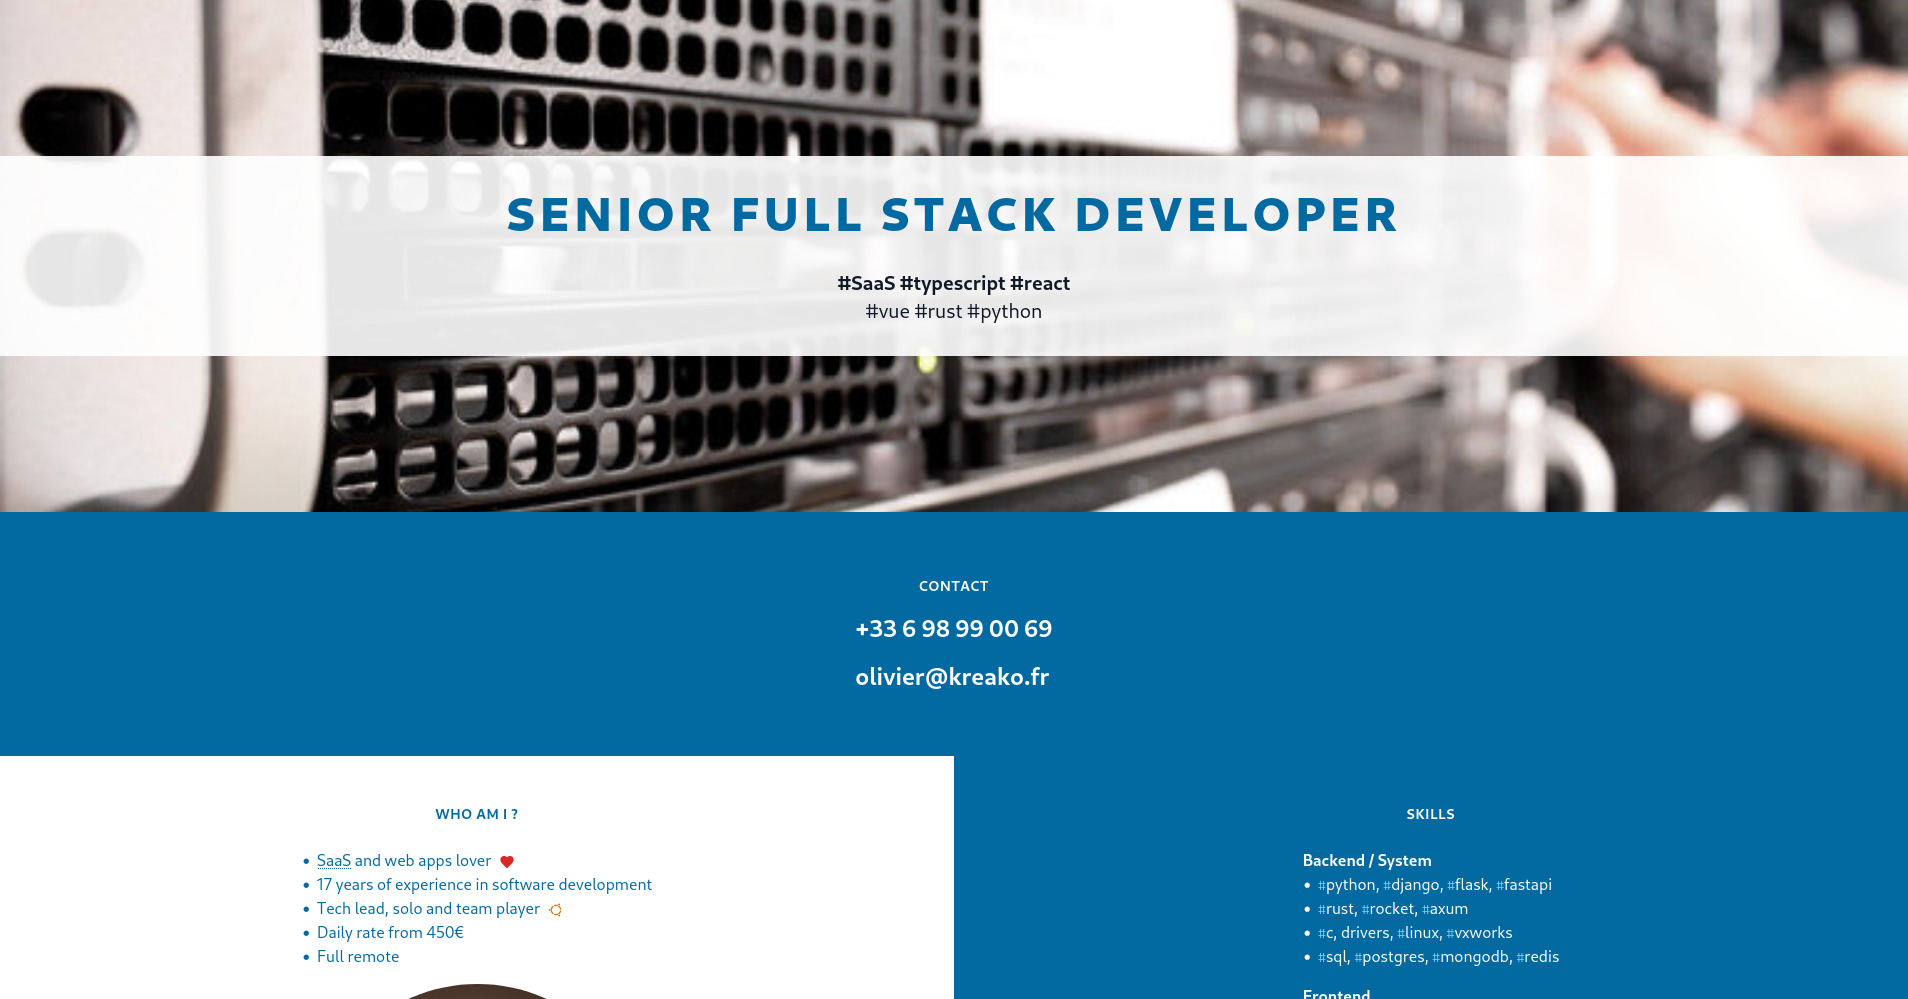 SENIOR FULL STACK DEVELOPER
#SaaS #typescript #react
#vue #rust #python
CONTACT
+33 6 98 99 00 69
olivier@kreako.fr
WHO AM I ?
• SaaS and web apps lover
• 17 years of experience in software development
• Tech lead, solo and team player
• Daily rate from 450€
• Full remote
SKILLS
Backend / System
• #python, #django, #flask, #fastapi
• #rust, #rocket, #axum
• #c, drivers, #linux, #vxworks
• #sql, #postgres, #mongodb, #redis
Frontend